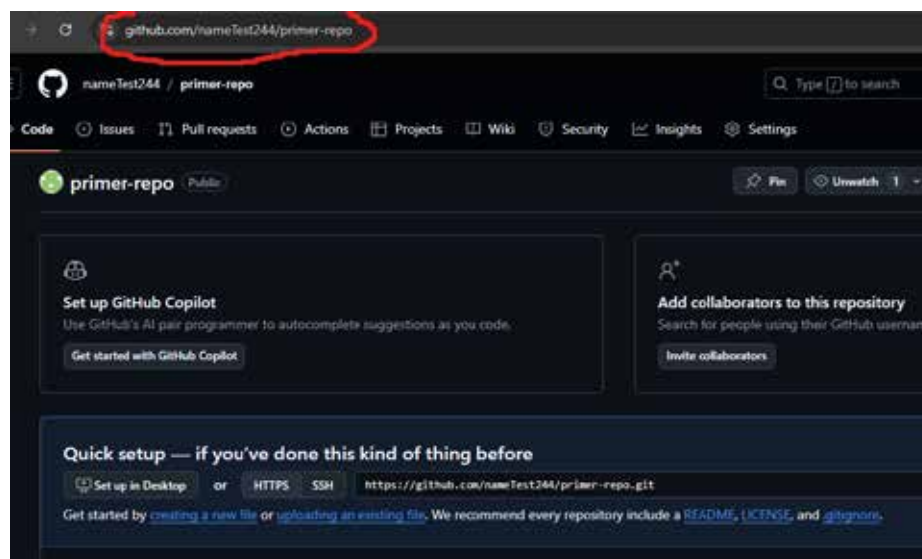 github.com/nameTest244/primer-repo
nameTest244 / primer-repo
Type / to search
Code Issues Pull requests Actions Projects Wiki Security Insights Settings
primer-repo Public
Pin Unwatch 1
Set up GitHub Copilot
Use GitHub's AI pair programmer to autocomplete suggestions as you code.
Get started with GitHub Copilot
Add collaborators to this repository
Search for people using their GitHub usernam
Invite collaborators
Quick setup — if you've done this kind of thing before
Set up in Desktop or HTTPS SSH https://github.com/nameTest244/primer-repo.git
Get started by creating a new file or uploading an existing file. We recommend every repository include a README, LICENSE, and .gitignore.